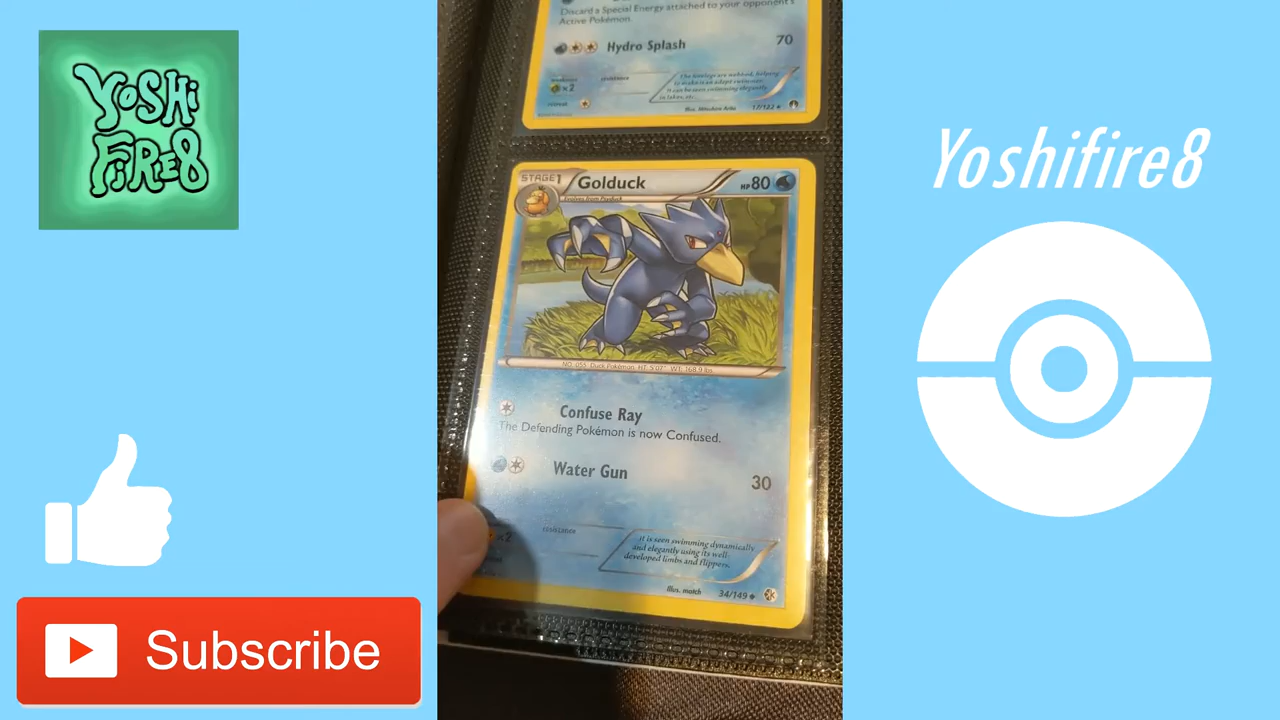 YOSHi
FiRE8
Discard a Special Energy attached to your opponent's
Active Pokémon.
Hydro Splash 70
weakness
×2
resistance
retreat
17/122
STAGE1
Golduck
HP80
Evolves from Psyduck
NO. 055 Duck Pokémon HT: 5'07" WT: 168.9 lbs.
Confuse Ray
The Defending Pokémon is now Confused.
Water Gun 30
×2
resistance
It is seen swimming dynamically
and elegantly using its well-
developed limbs and flippers.
Illus. match
34/149
Subscribe
Yoshifire8